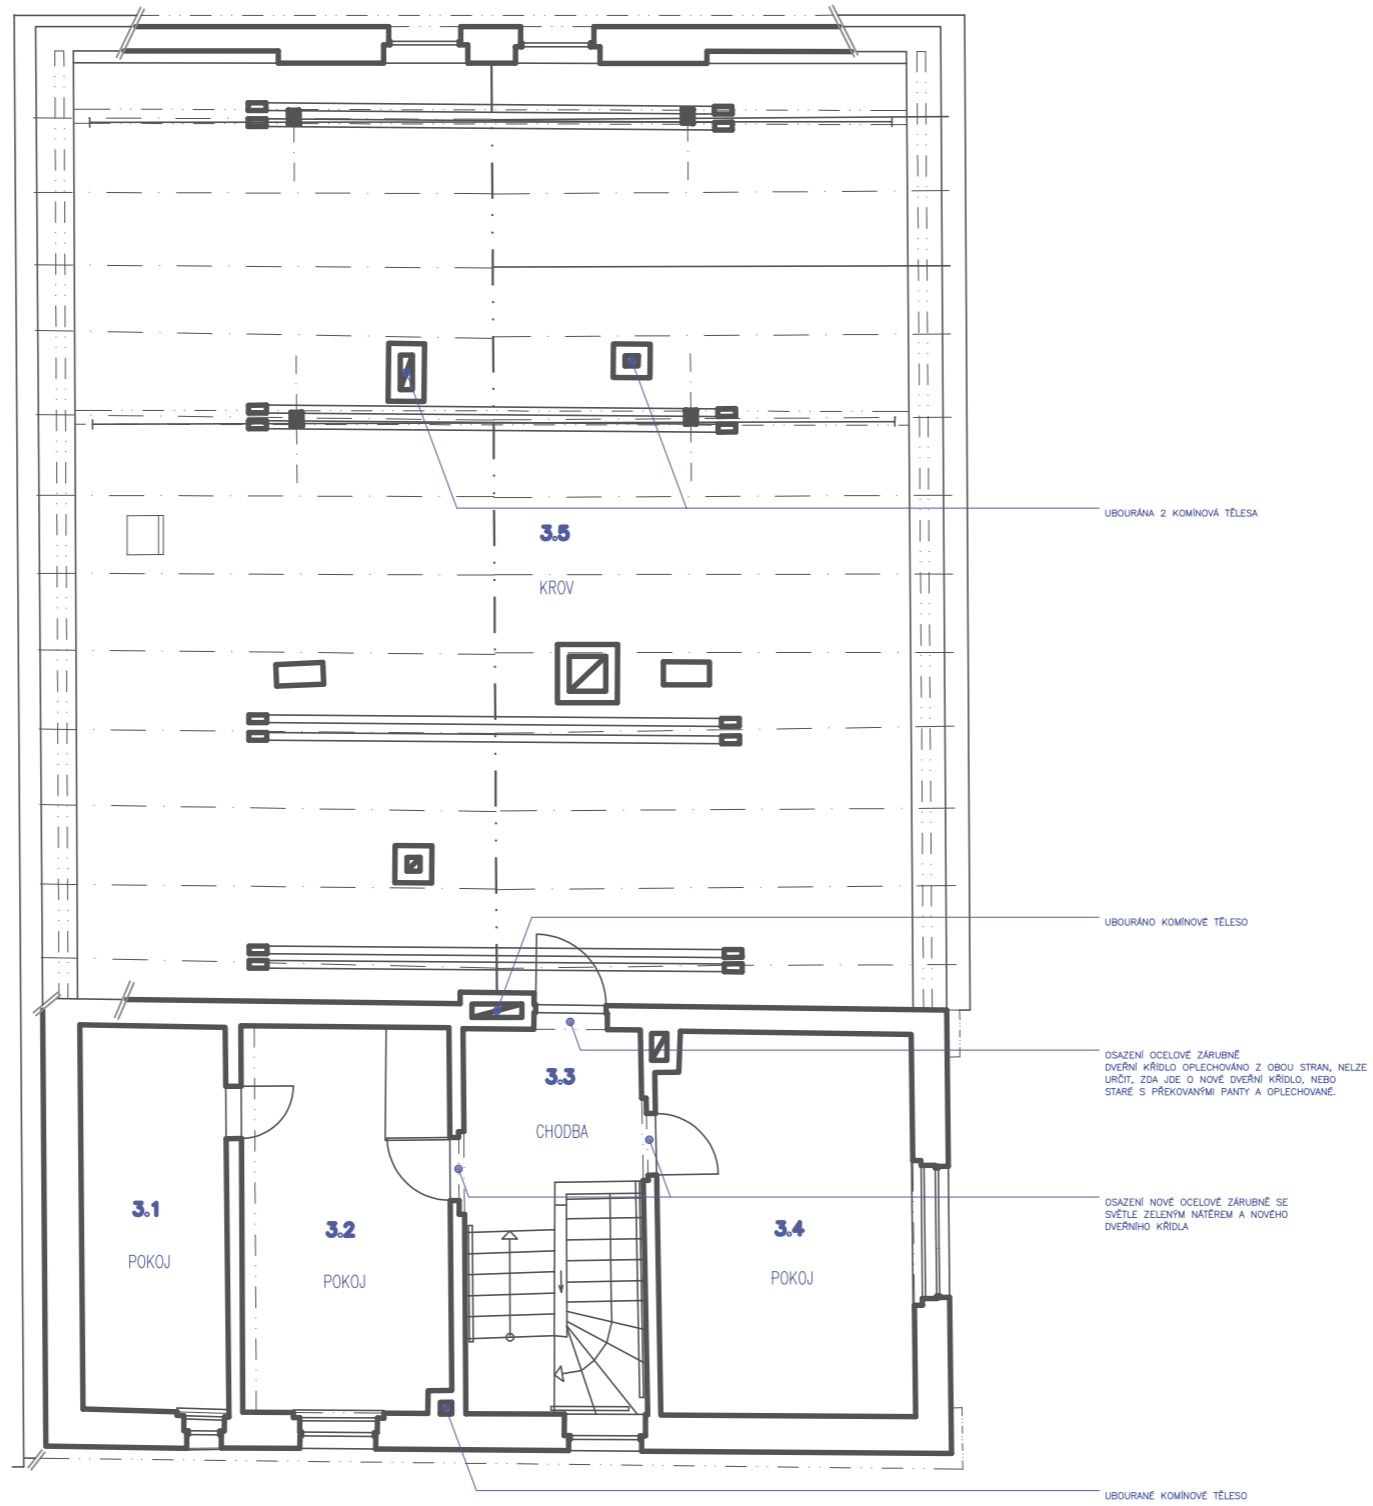 UBOURÁNA 2 KOMÍNOVÁ TĚLESA
3.5
KROV
UBOURÁNO KOMÍNOVÉ TĚLESO
OSAZENÍ OCELOVÉ ZÁRUBNĚ
DVEŘNÍ KŘÍDLO OPLECHOVÁNO Z OBOU STRAN, NELZE
URČIT, ZDA JDE O NOVÉ DVEŘNÍ KŘÍDLO, NEBO
STARÉ S PŘEKOVANÝMI PANTY A OPLECHOVANÉ.
3.3
CHODBA
OSAZENÍ NOVÉ OCELOVÉ ZÁRUBNĚ SE
SVĚTLE ZELENÝM NÁTĚREM A NOVÉHO
DVEŘNÍHO KŘÍDLA
3.1
POKOJ
3.2
POKOJ
3.4
POKOJ
UBOURANÉ KOMÍNOVÉ TĚLESO